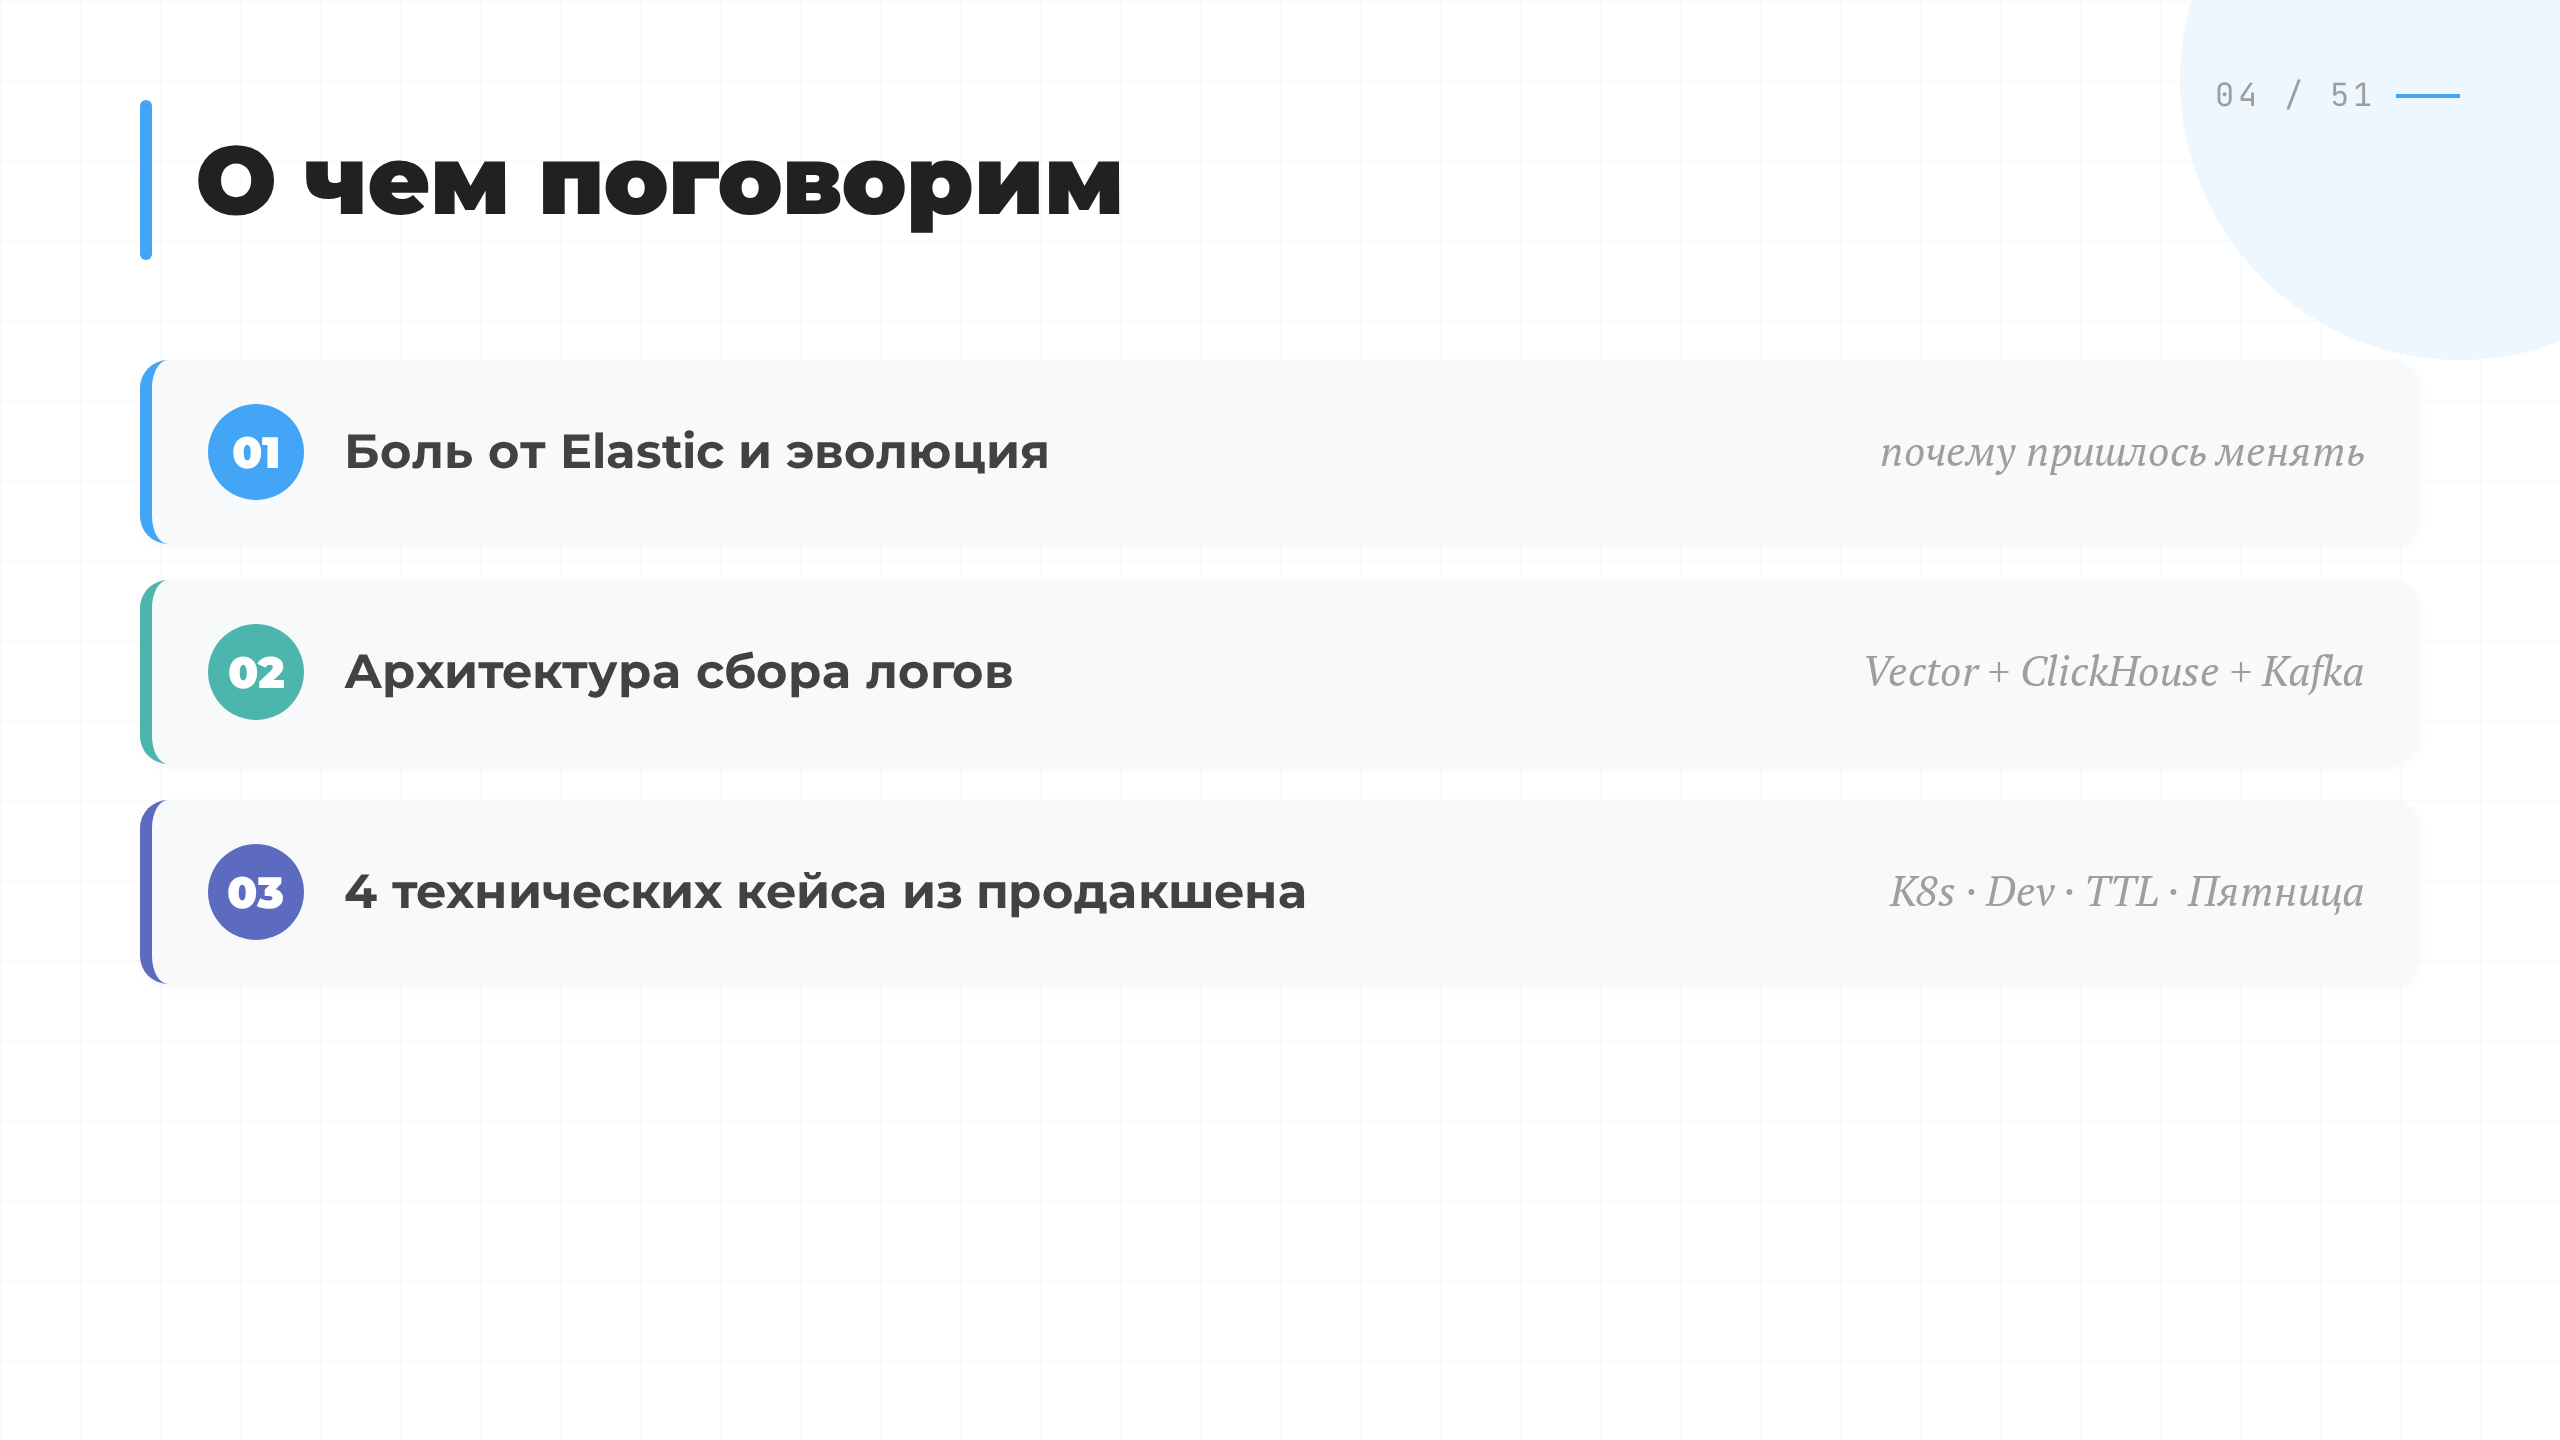 04 / 51
О чем поговорим
01 Боль от Elastic и эволюция почему пришлось менять
02 Архитектура сбора логов Vector + ClickHouse + Kafka
03 4 технических кейса из продакшена K8s · Dev · TTL · Пятница